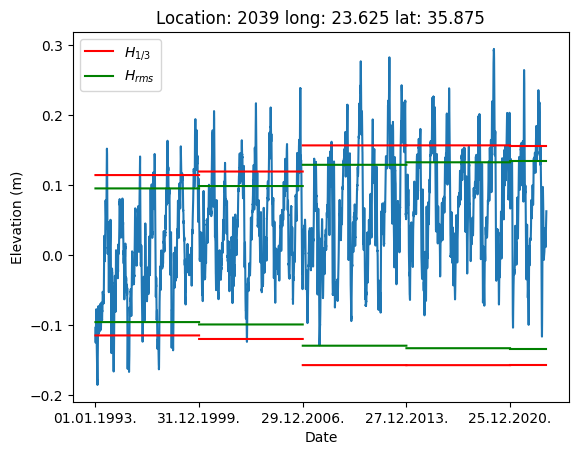 Location: 2039 long: 23.625 lat: 35.875
H1/3
Hrms
Elevation (m)
0.3
0.2
0.1
0.0
−0.1
−0.2
01.01.1993. 31.12.1999. 29.12.2006. 27.12.2013. 25.12.2020.
Date